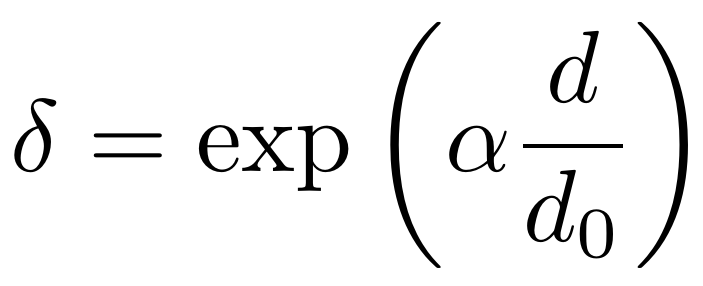 δ = exp(α d/d₀)